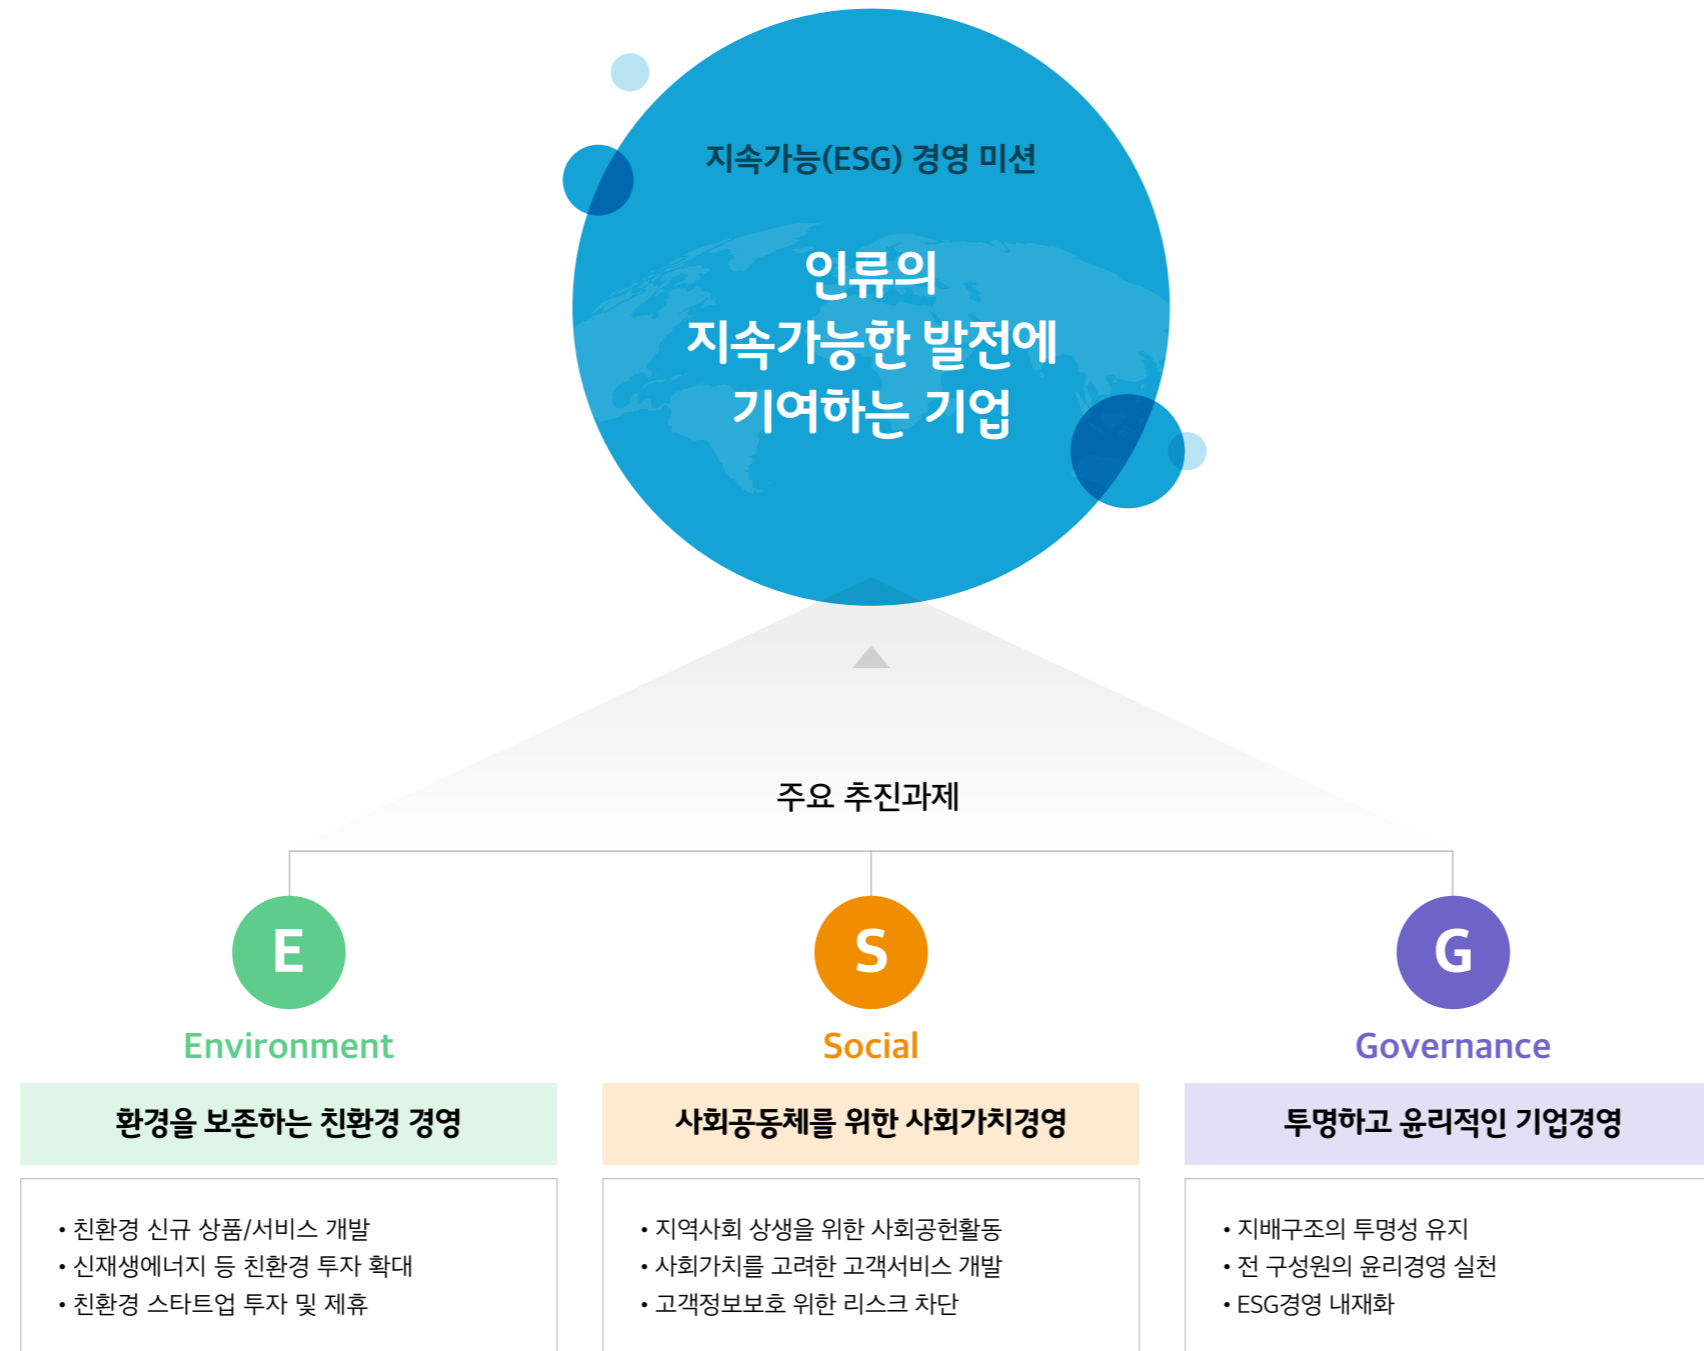 지속가능(ESG) 경영 미션
인류의
지속가능한 발전에
기여하는 기업
주요 추진과제
E
Environment
환경을 보존하는 친환경 경영
• 친환경 신규 상품/서비스 개발
• 신재생에너지 등 친환경 투자 확대
• 친환경 스타트업 투자 및 제휴
S
Social
사회공동체를 위한 사회가치경영
• 지역사회 상생을 위한 사회공헌활동
• 사회가치를 고려한 고객서비스 개발
• 고객정보보호 위한 리스크 차단
G
Governance
투명하고 윤리적인 기업경영
• 지배구조의 투명성 유지
• 전 구성원의 윤리경영 실천
• ESG경영 내재화